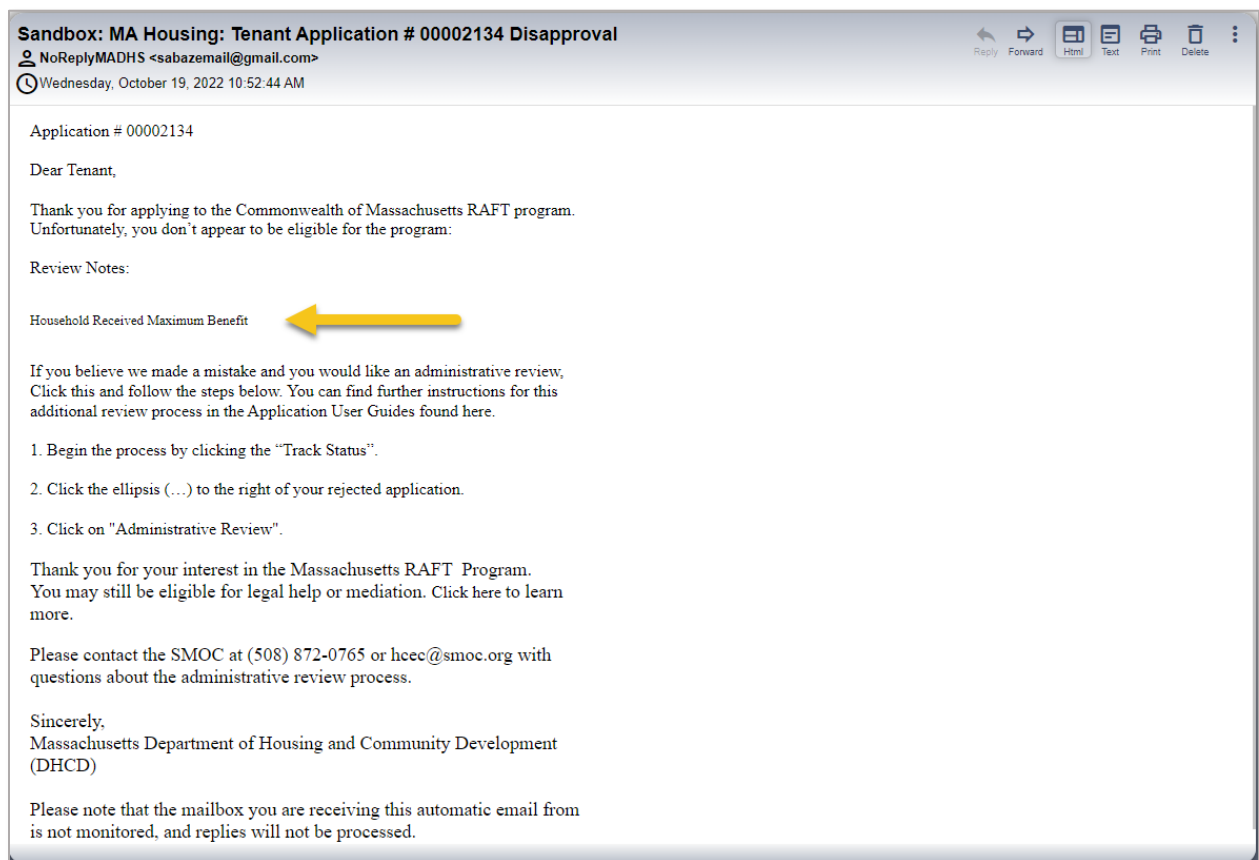 Sandbox: MA Housing: Tenant Application # 00002134 Disapproval
NoReplyMADHS <sabazemail@gmail.com>
Wednesday, October 19, 2022 10:52:44 AM
Reply Forward Html Text Print Delete
Application # 00002134
Dear Tenant,
Thank you for applying to the Commonwealth of Massachusetts RAFT program.
Unfortunately, you don’t appear to be eligible for the program:
Review Notes:
Household Received Maximum Benefit
If you believe we made a mistake and you would like an administrative review,
Click this and follow the steps below. You can find further instructions for this
additional review process in the Application User Guides found here.
1. Begin the process by clicking the “Track Status”.
2. Click the ellipsis (…) to the right of your rejected application.
3. Click on "Administrative Review".
Thank you for your interest in the Massachusetts RAFT Program.
You may still be eligible for legal help or mediation. Click here to learn
more.
Please contact the SMOC at (508) 872-0765 or hcec@smoc.org with
questions about the administrative review process.
Sincerely,
Massachusetts Department of Housing and Community Development
(DHCD)
Please note that the mailbox you are receiving this automatic email from
is not monitored, and replies will not be processed.